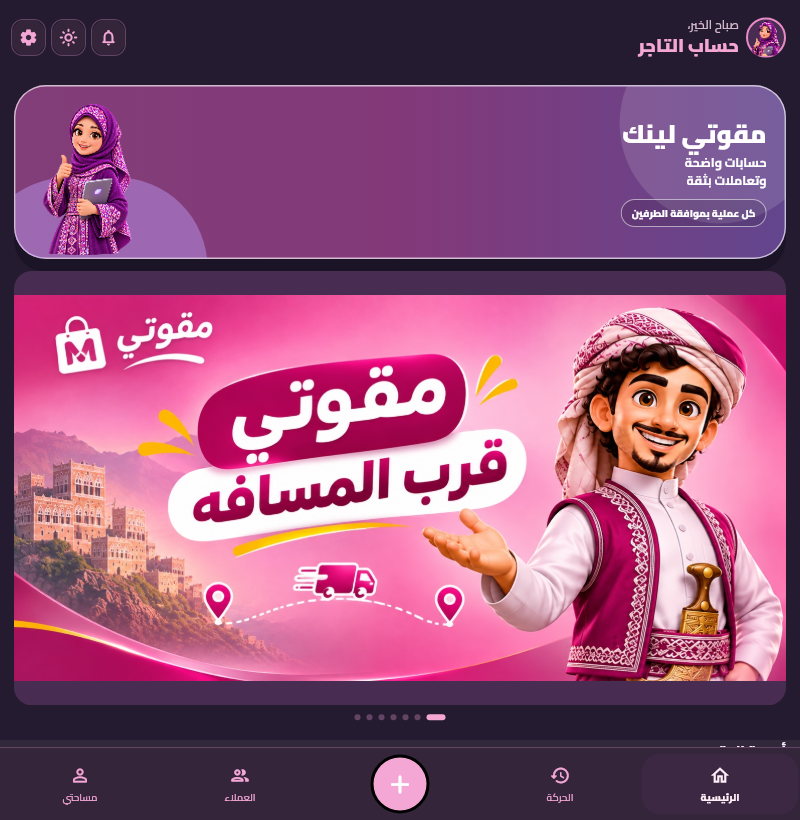 صباح الخير،
حساب التاجر
مقوتي لينك
حسابات واضحة
وتعاملات بثقة
كل عملية بموافقة الطرفين
مقوتي
مقوتي
قرب المسافه
الرئيسية
الحركة
العملاء
مساحتي